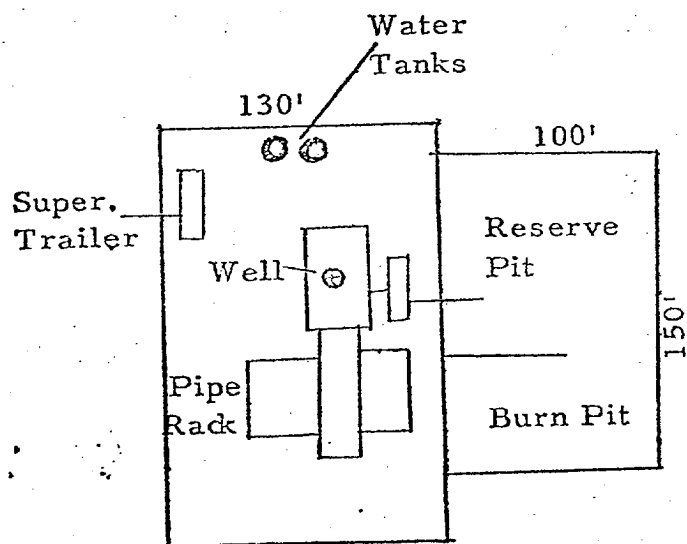 Water
Tanks
130'
100'
Super.
Trailer
Reserve
Pit
Well
150'
Pipe
Rack
Burn Pit